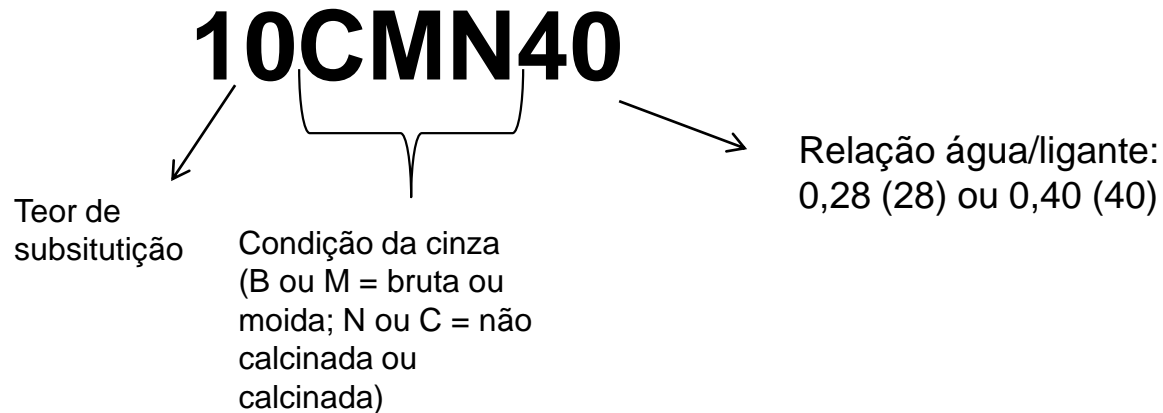 10CMN40
Relação água/ligante:
0,28 (28) ou 0,40 (40)
Teor de
subsitutição
Condição da cinza
(B ou M = bruta ou
moida; N ou C = não
calcinada ou
calcinada)